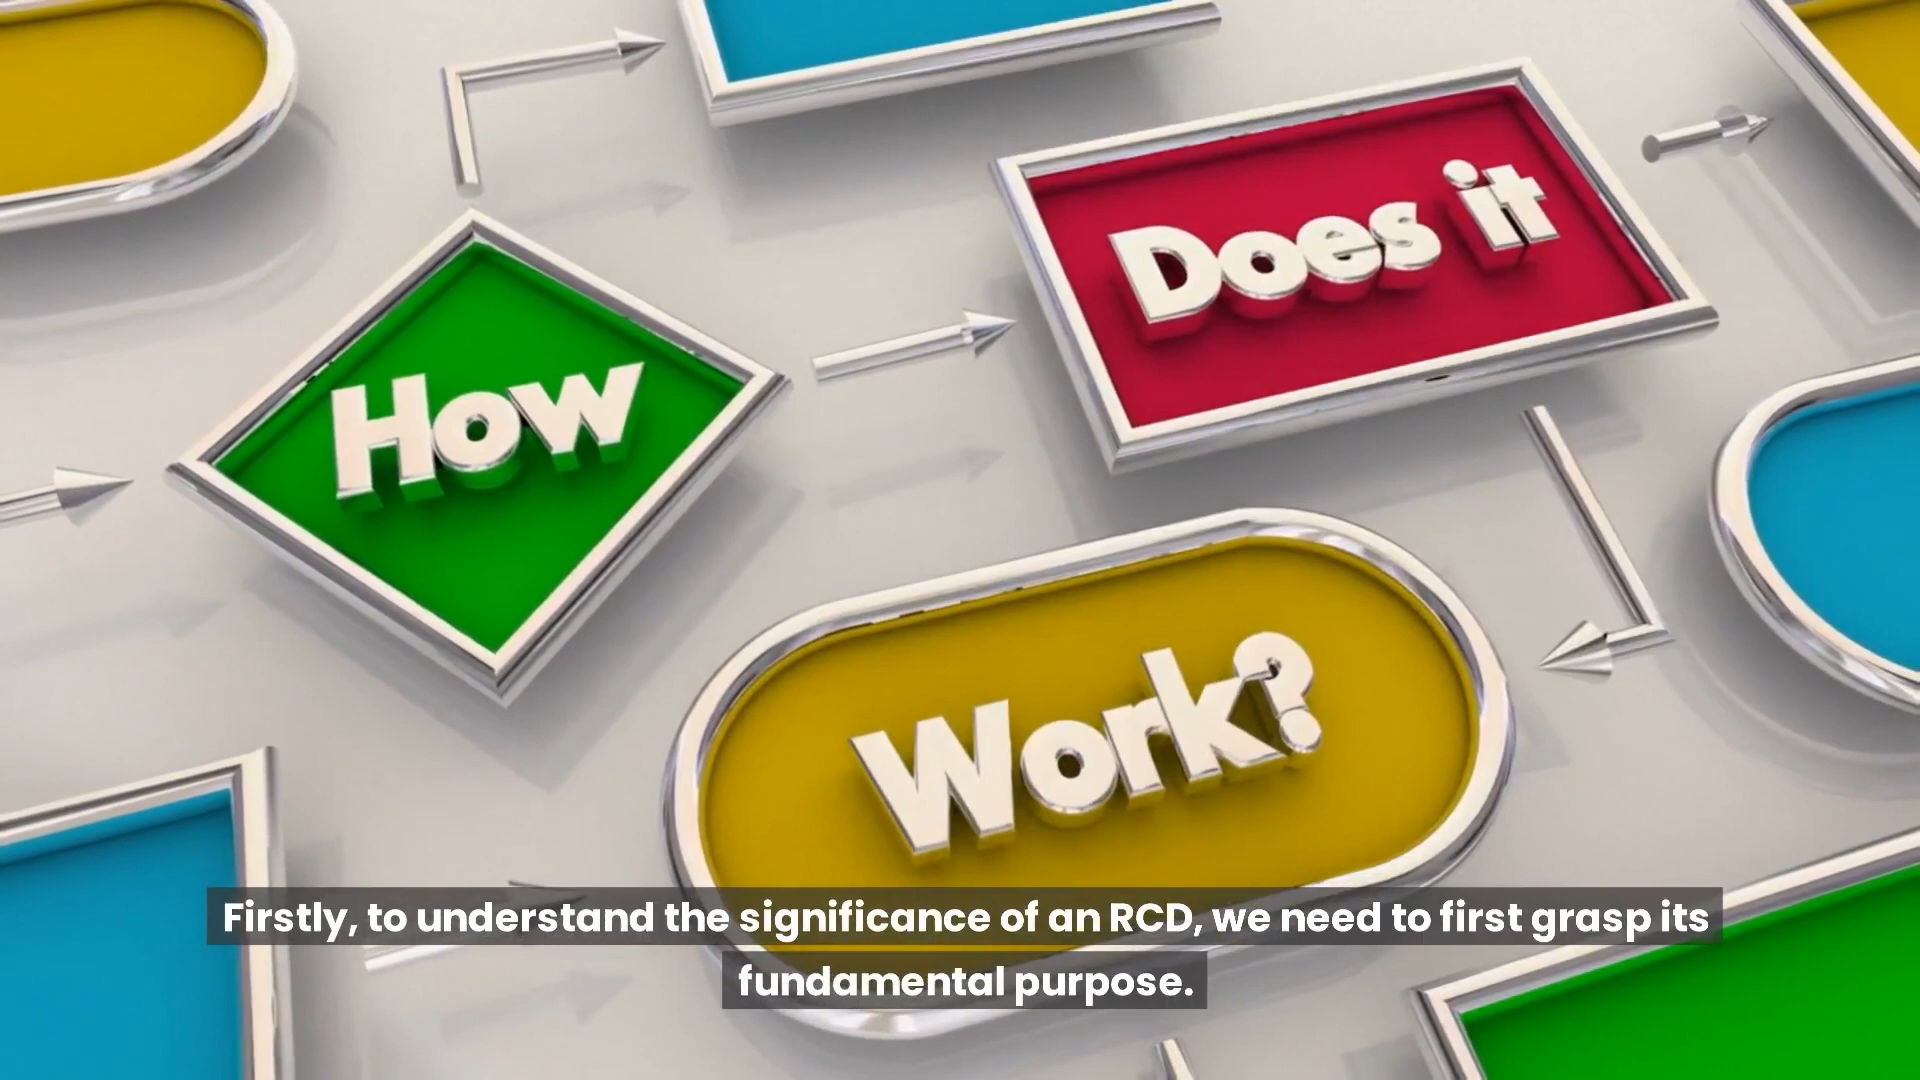 How
Does it
Work?
Firstly, to understand the significance of an RCD, we need to first grasp its
fundamental purpose.